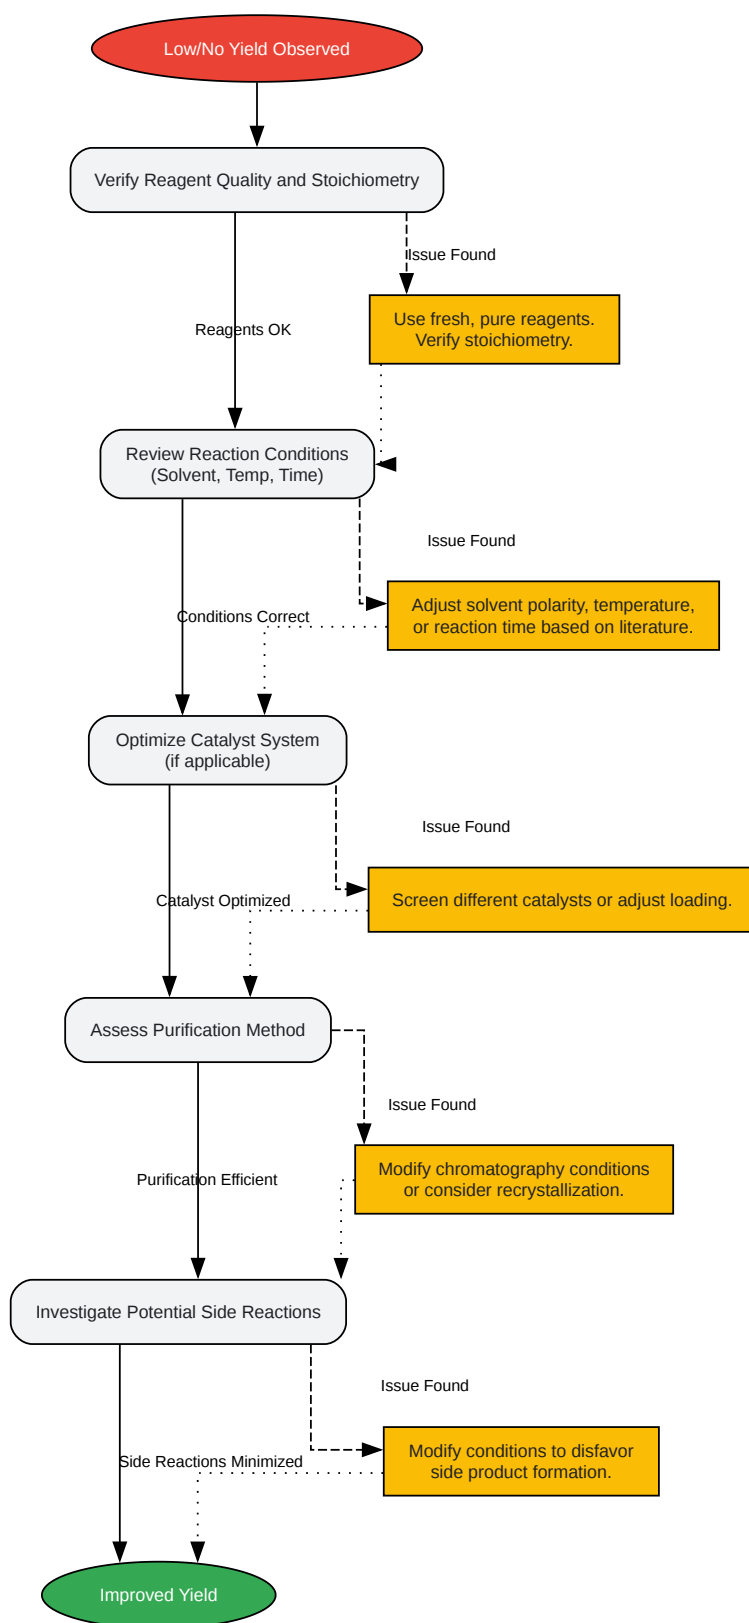 Low/No Yield Observed
Verify Reagent Quality and Stoichiometry
Issue Found
Use fresh, pure reagents.
Verify stoichiometry.
Reagents OK
Review Reaction Conditions
(Solvent, Temp, Time)
Issue Found
Adjust solvent polarity, temperature,
or reaction time based on literature.
Conditions Correct
Optimize Catalyst System
(if applicable)
Issue Found
Screen different catalysts or adjust loading.
Catalyst Optimized
Assess Purification Method
Issue Found
Modify chromatography conditions
or consider recrystallization.
Purification Efficient
Investigate Potential Side Reactions
Issue Found
Modify conditions to disfavor
side product formation.
Side Reactions Minimized
Improved Yield